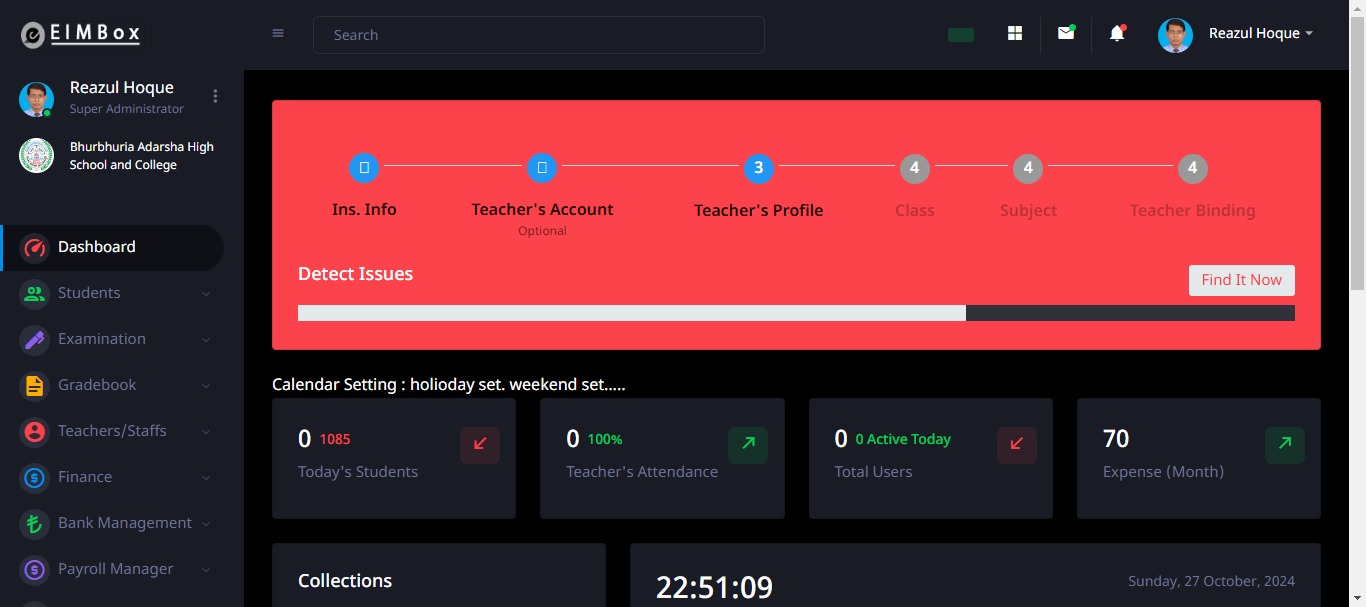 EIMBox
Search
Reazul Hoque
Reazul Hoque
Super Administrator
Bhurbhuria Adarsha High
School and College
Dashboard
Students
Examination
Gradebook
Teachers/Staffs
Finance
Bank Management
Payroll Manager
3
4
4
4
Ins. Info
Teacher's Account
Optional
Teacher's Profile
Class
Subject
Teacher Binding
Detect Issues
Find It Now
Calendar Setting : holioday set. weekend set.....
0 1085
Today's Students
0 100%
Teacher's Attendance
0 0 Active Today
Total Users
70
Expense (Month)
Collections
22:51:09
Sunday, 27 October, 2024